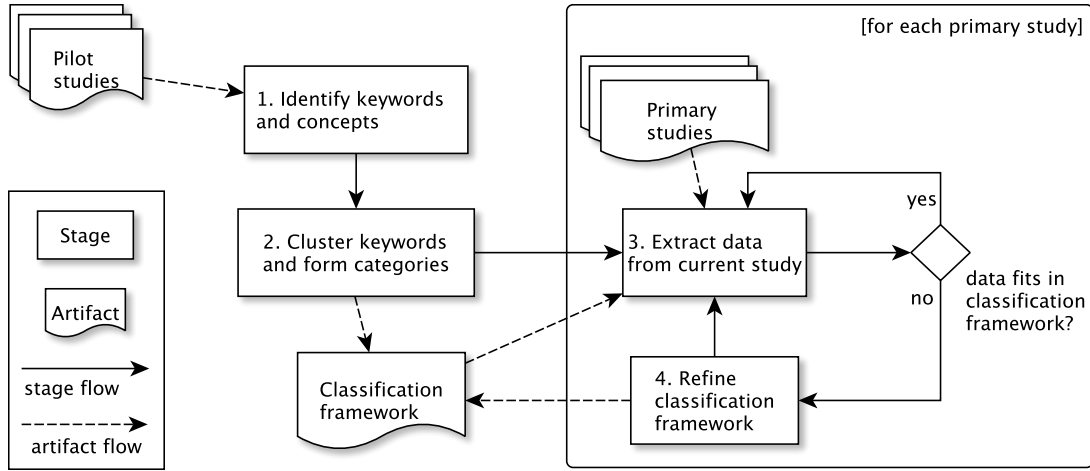 [for each primary study]
Pilot
studies
1. Identify keywords
and concepts
Primary
studies
Stage
Artifact
stage flow
artifact flow
2. Cluster keywords
and form categories
3. Extract data
from current study
yes
no
data fits in
classification
framework?
Classification
framework
4. Refine
classification
framework